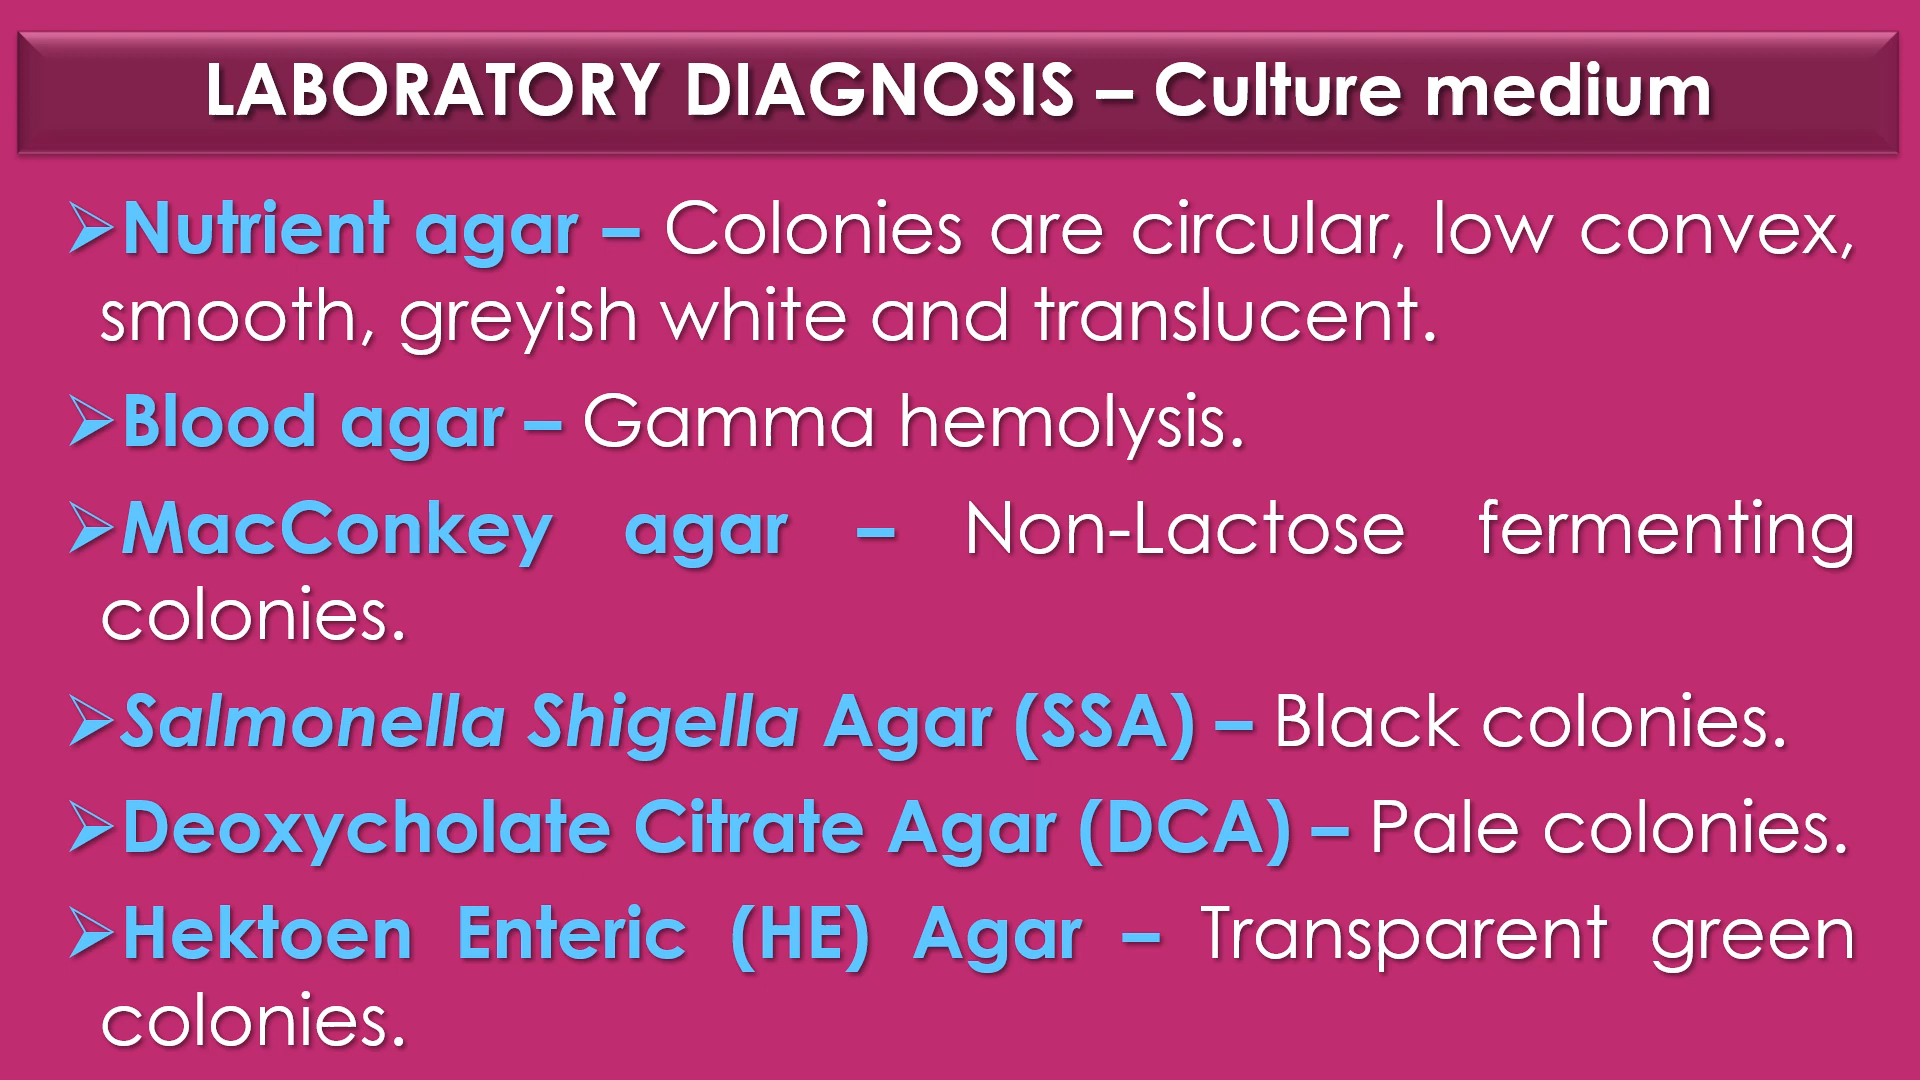 LABORATORY DIAGNOSIS – Culture medium
➢Nutrient agar – Colonies are circular, low convex,
smooth, greyish white and translucent.
➢Blood agar – Gamma hemolysis.
➢MacConkey agar – Non-Lactose fermenting
colonies.
➢Salmonella Shigella Agar (SSA) – Black colonies.
➢Deoxycholate Citrate Agar (DCA) – Pale colonies.
➢Hektoen Enteric (HE) Agar – Transparent green
colonies.